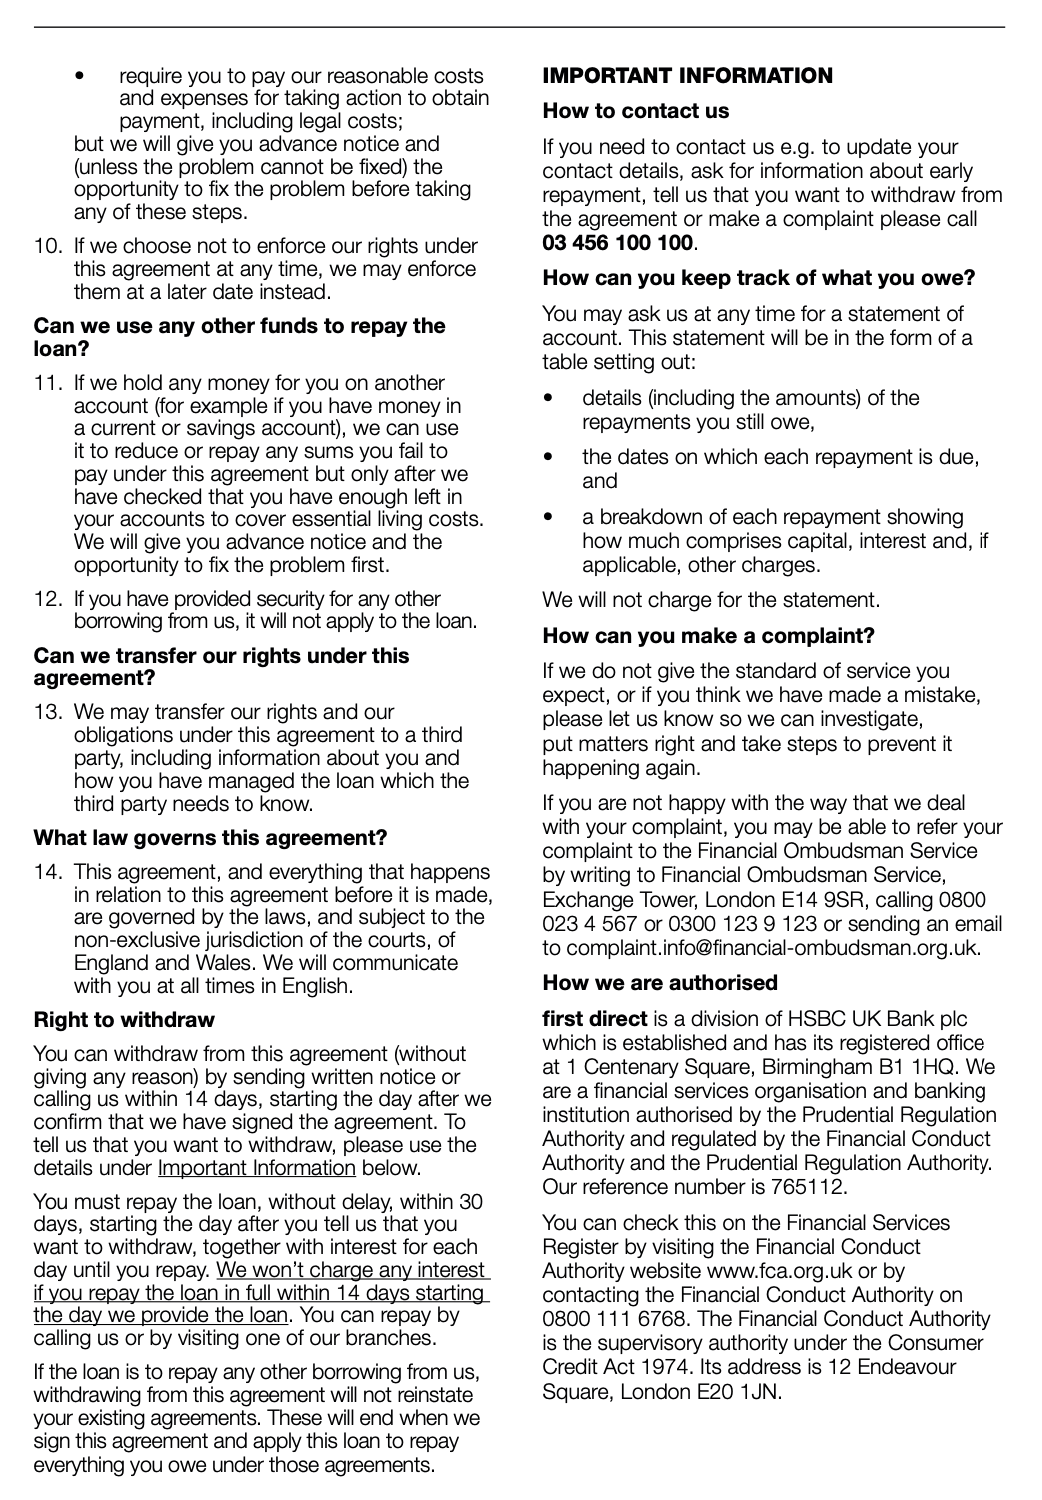 • require you to pay our reasonable costs
and expenses for taking action to obtain
payment, including legal costs;
but we will give you advance notice and
(unless the problem cannot be fixed) the
opportunity to fix the problem before taking
any of these steps.
10. If we choose not to enforce our rights under
this agreement at any time, we may enforce
them at a later date instead.
Can we use any other funds to repay the
loan?
11. If we hold any money for you on another
account (for example if you have money in
a current or savings account), we can use
it to reduce or repay any sums you fail to
pay under this agreement but only after we
have checked that you have enough left in
your accounts to cover essential living costs.
We will give you advance notice and the
opportunity to fix the problem first.
12. If you have provided security for any other
borrowing from us, it will not apply to the loan.
Can we transfer our rights under this
agreement?
13. We may transfer our rights and our
obligations under this agreement to a third
party, including information about you and
how you have managed the loan which the
third party needs to know.
What law governs this agreement?
14. This agreement, and everything that happens
in relation to this agreement before it is made,
are governed by the laws, and subject to the
non-exclusive jurisdiction of the courts, of
England and Wales. We will communicate
with you at all times in English.
Right to withdraw
You can withdraw from this agreement (without
giving any reason) by sending written notice or
calling us within 14 days, starting the day after we
confirm that we have signed the agreement. To
tell us that you want to withdraw, please use the
details under Important Information below.
You must repay the loan, without delay, within 30
days, starting the day after you tell us that you
want to withdraw, together with interest for each
day until you repay. We won't charge any interest
if you repay the loan in full within 14 days starting
the day we provide the loan. You can repay by
calling us or by visiting one of our branches.
If the loan is to repay any other borrowing from us,
withdrawing from this agreement will not reinstate
your existing agreements. These will end when we
sign this agreement and apply this loan to repay
everything you owe under those agreements.
IMPORTANT INFORMATION
How to contact us
If you need to contact us e.g. to update your
contact details, ask for information about early
repayment, tell us that you want to withdraw from
the agreement or make a complaint please call
03 456 100 100.
How can you keep track of what you owe?
You may ask us at any time for a statement of
account. This statement will be in the form of a
table setting out:
• details (including the amounts) of the
repayments you still owe,
• the dates on which each repayment is due,
and
• a breakdown of each repayment showing
how much comprises capital, interest and, if
applicable, other charges.
We will not charge for the statement.
How can you make a complaint?
If we do not give the standard of service you
expect, or if you think we have made a mistake,
please let us know so we can investigate,
put matters right and take steps to prevent it
happening again.
If you are not happy with the way that we deal
with your complaint, you may be able to refer your
complaint to the Financial Ombudsman Service
by writing to Financial Ombudsman Service,
Exchange Tower, London E14 9SR, calling 0800
023 4 567 or 0300 123 9 123 or sending an email
to complaint.info@financial-ombudsman.org.uk.
How we are authorised
first direct is a division of HSBC UK Bank plc
which is established and has its registered office
at 1 Centenary Square, Birmingham B1 1HQ. We
are a financial services organisation and banking
institution authorised by the Prudential Regulation
Authority and regulated by the Financial Conduct
Authority and the Prudential Regulation Authority.
Our reference number is 765112.
You can check this on the Financial Services
Register by visiting the Financial Conduct
Authority website www.fca.org.uk or by
contacting the Financial Conduct Authority on
0800 111 6768. The Financial Conduct Authority
is the supervisory authority under the Consumer
Credit Act 1974. Its address is 12 Endeavour
Square, London E20 1JN.